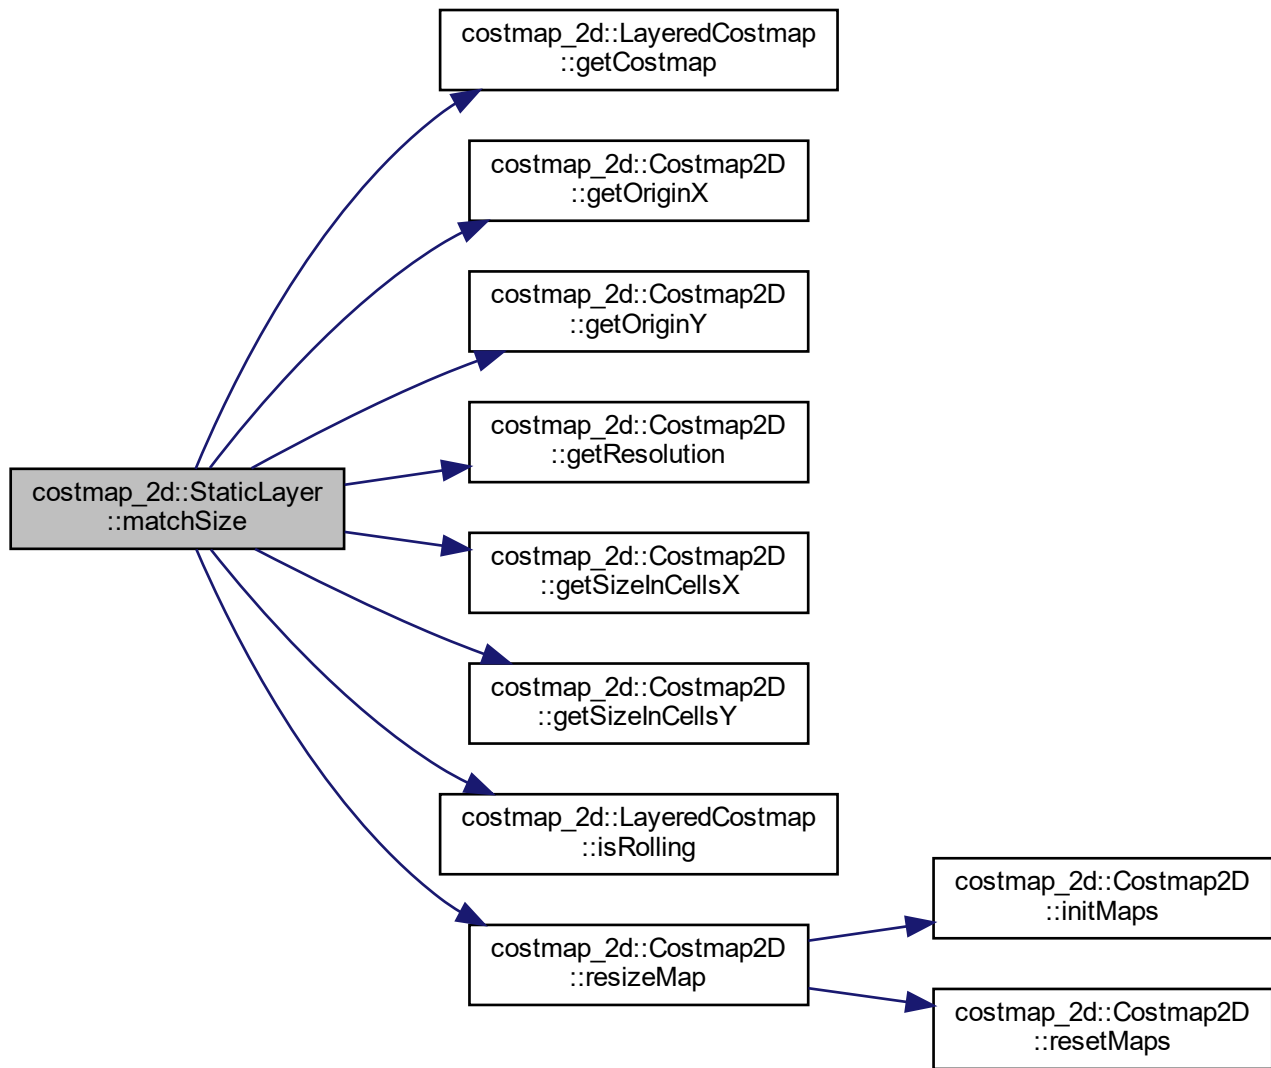 costmap_2d::LayeredCostmap
::getCostmap
costmap_2d::Costmap2D
::getOriginX
costmap_2d::Costmap2D
::getOriginY
costmap_2d::Costmap2D
::getResolution
costmap_2d::StaticLayer
::matchSize
costmap_2d::Costmap2D
::getSizeInCellsX
costmap_2d::Costmap2D
::getSizeInCellsY
costmap_2d::LayeredCostmap
::isRolling
costmap_2d::Costmap2D
::resizeMap
costmap_2d::Costmap2D
::initMaps
costmap_2d::Costmap2D
::resetMaps